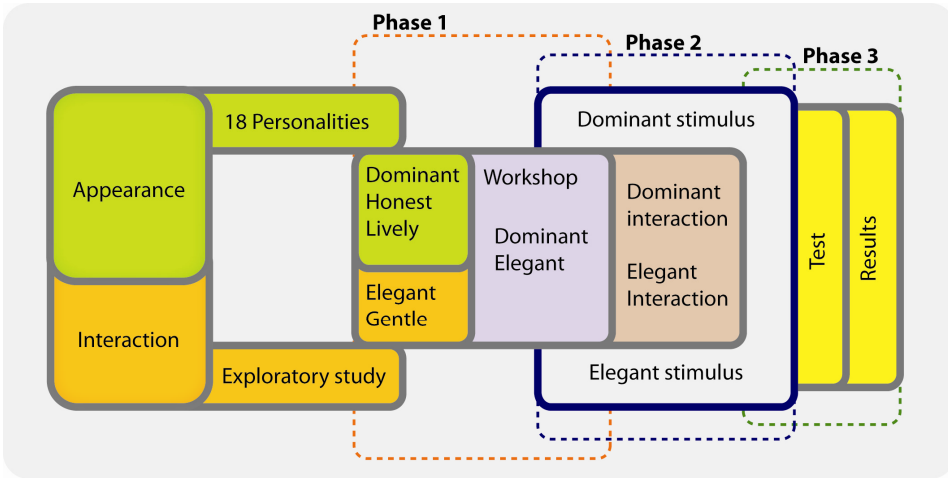 Phase 1
Phase 2
Phase 3
18 Personalities
Appearance
Interaction
Exploratory study
Dominant
Honest
Lively
Elegant
Gentle
Workshop
Dominant
Elegant
Dominant stimulus
Dominant
interaction
Elegant
Interaction
Elegant stimulus
Test
Results